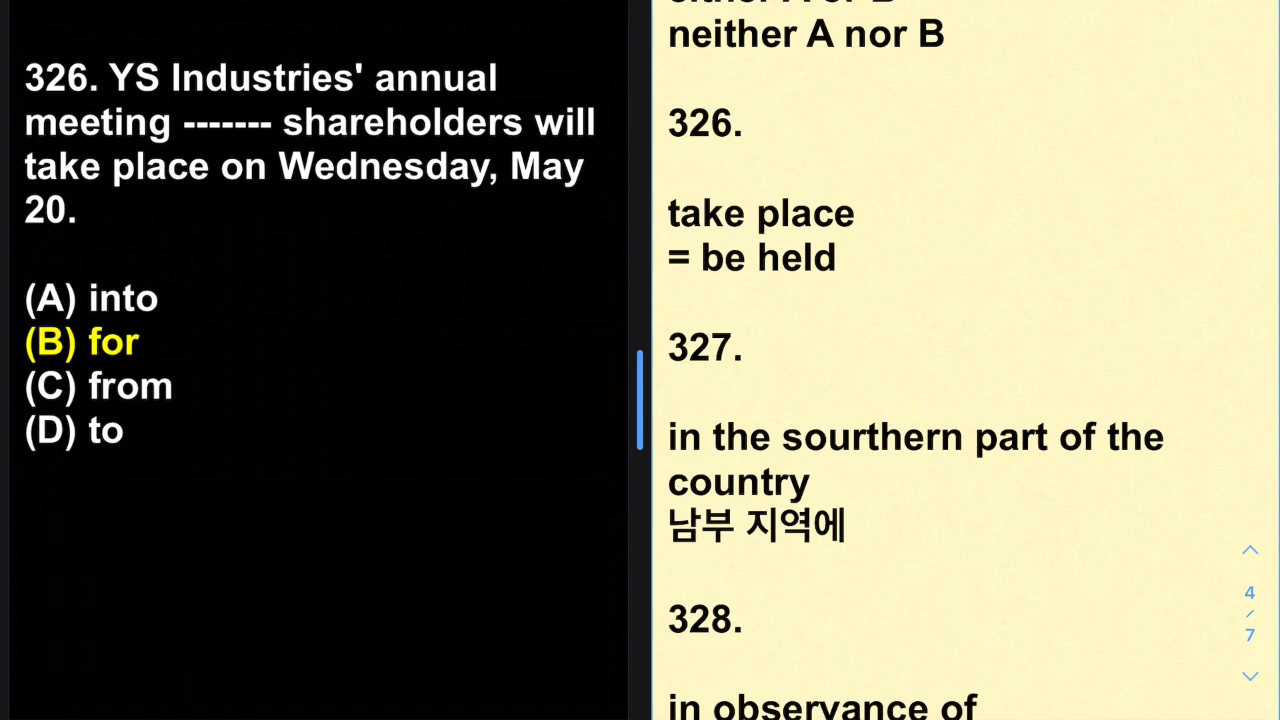 326. YS Industries' annual
meeting ------- shareholders will
take place on Wednesday, May
20.
(A) into
(B) for
(C) from
(D) to
neither A nor B
326.
take place
= be held
327.
in the sourthern part of the
country
남부 지역에
328.
in observance of
4
/
7